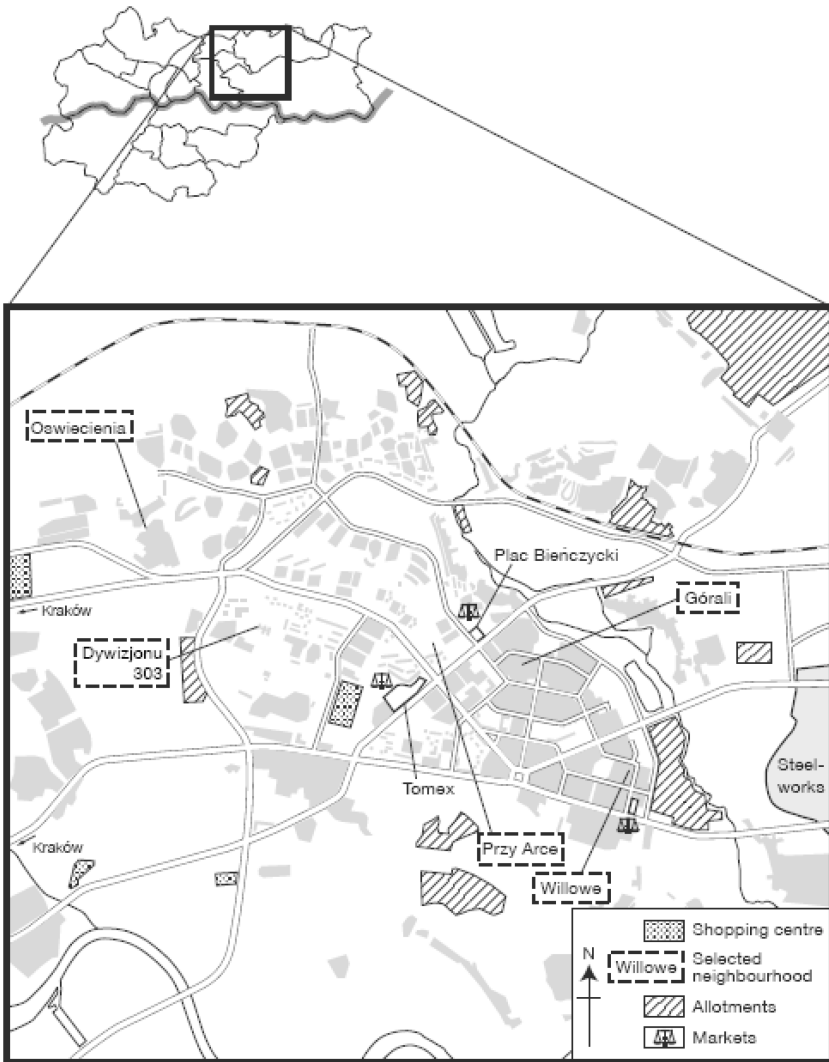 Oswiecenia
Plac Bieńczycki
Kraków
Górali
Dywizjonu
303
Steel-
works
Tomex
Kraków
Przy Arce
Willowe
Shopping centre
N
Willowe
Selected
neighbourhood
Allotments
Markets